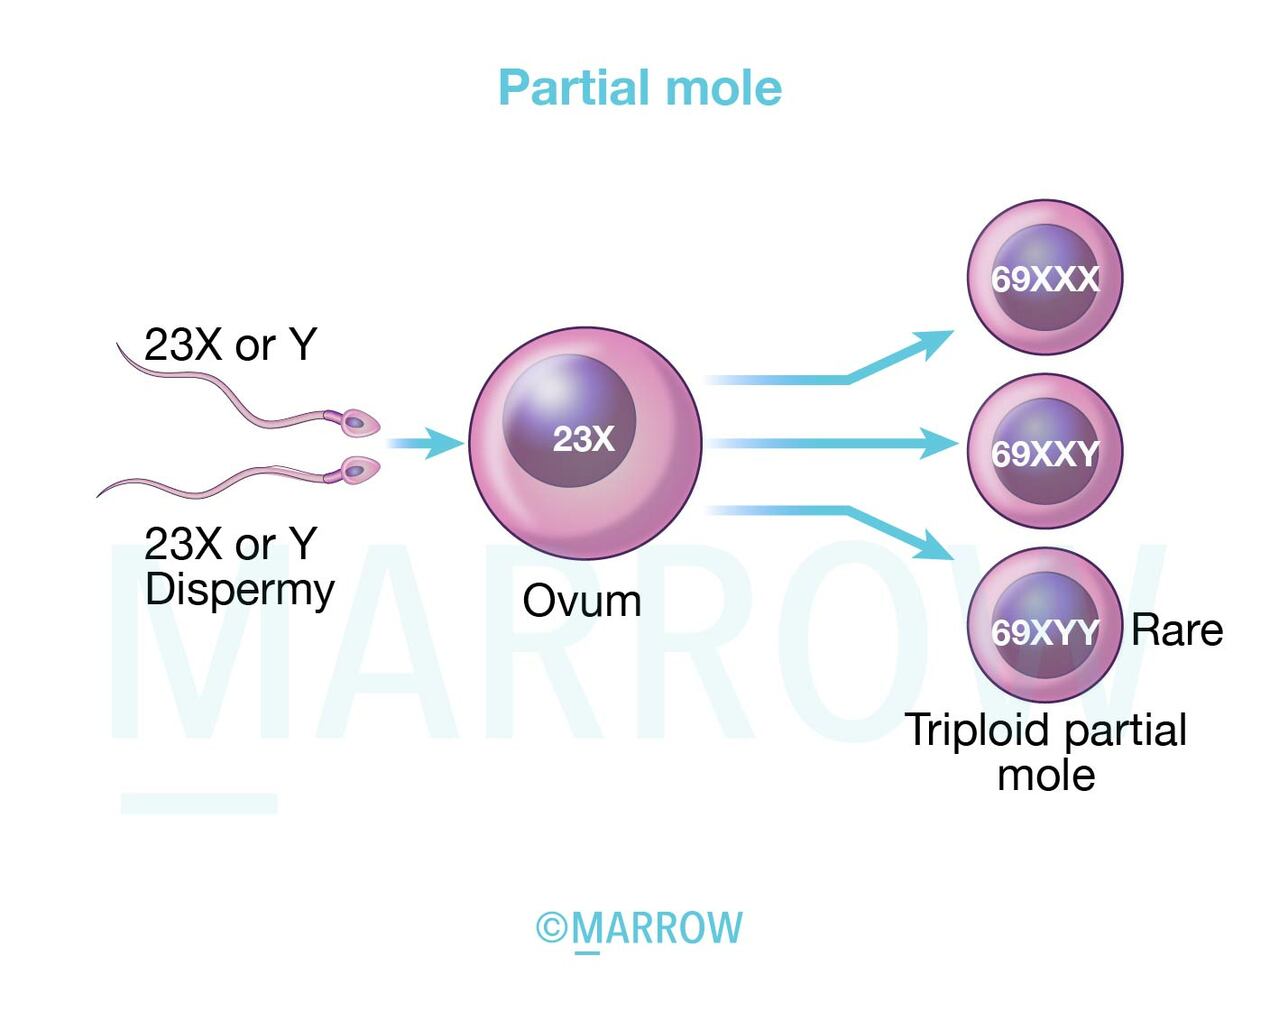 Partial mole
23X or Y
23X or Y
Dispermy
23X
Ovum
69XXX
69XXY
69XYY
Rare
Triploid partial
mole
MARROW
©MARROW